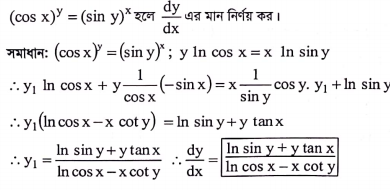 (cos x)^y = (sin y)^x হলে dy/dx এর মান নির্ণয় কর।
সমাধান: (cos x)^y = (sin y)^x ; y ln cos x = x ln sin y
∴ y₁ ln cos x + y 1/cos x (−sin x) = x 1/sin y cos y. y₁ + ln sin y
∴ y₁(ln cos x − x cot y) = ln sin y + y tan x
∴ y₁ = (ln sin y + y tan x)/(ln cos x − x cot y) ∴ dy/dx = (ln sin y + y tan x)/(ln cos x − x cot y)